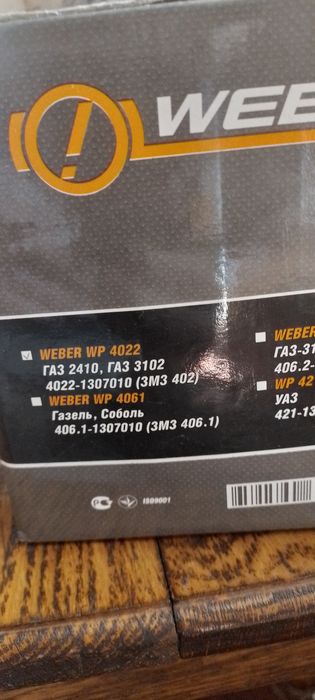 WEB
WEBER WP 4022
ГАЗ 2410, ГАЗ 3102
4022-1307010 (ЗМЗ 402)
WEBER WP 4061
Газель, Соболь
406.1-1307010 (ЗМЗ 406.1)
WEBER
ГАЗ-31
406.2-
WP 42
УАЗ
421-13
ISO9001